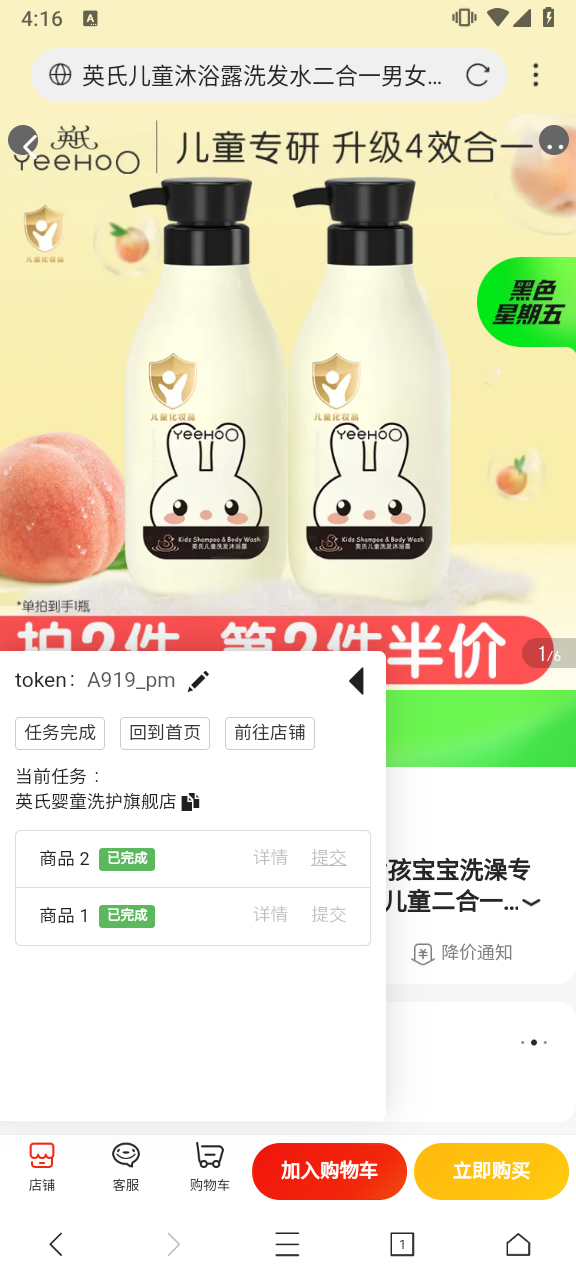 4:16
A
英氏儿童沐浴露洗发水二合一男女...
英氏
YeeHoO
儿童专研 升级4效合一
儿童化妆品
黑色
星期五
儿童化妆品
儿童化妆品
YeeHoO
YeeHoO
Kids Shampoo & Body Wash
英氏儿童洗发沐浴露
Kids Shampoo & Body Wash
英氏儿童洗发沐浴露
*单拍到手1瓶
拍2件 第2件半价
1/6
token: A919_pm
任务完成
回到首页
前往店铺
当前任务：
英氏婴童洗护旗舰店
商品 2 已完成 详情 提交
商品 1 已完成 详情 提交
孩宝宝洗澡专
儿童二合一...
降价通知
店铺
客服
购物车
加入购物车
立即购买
1